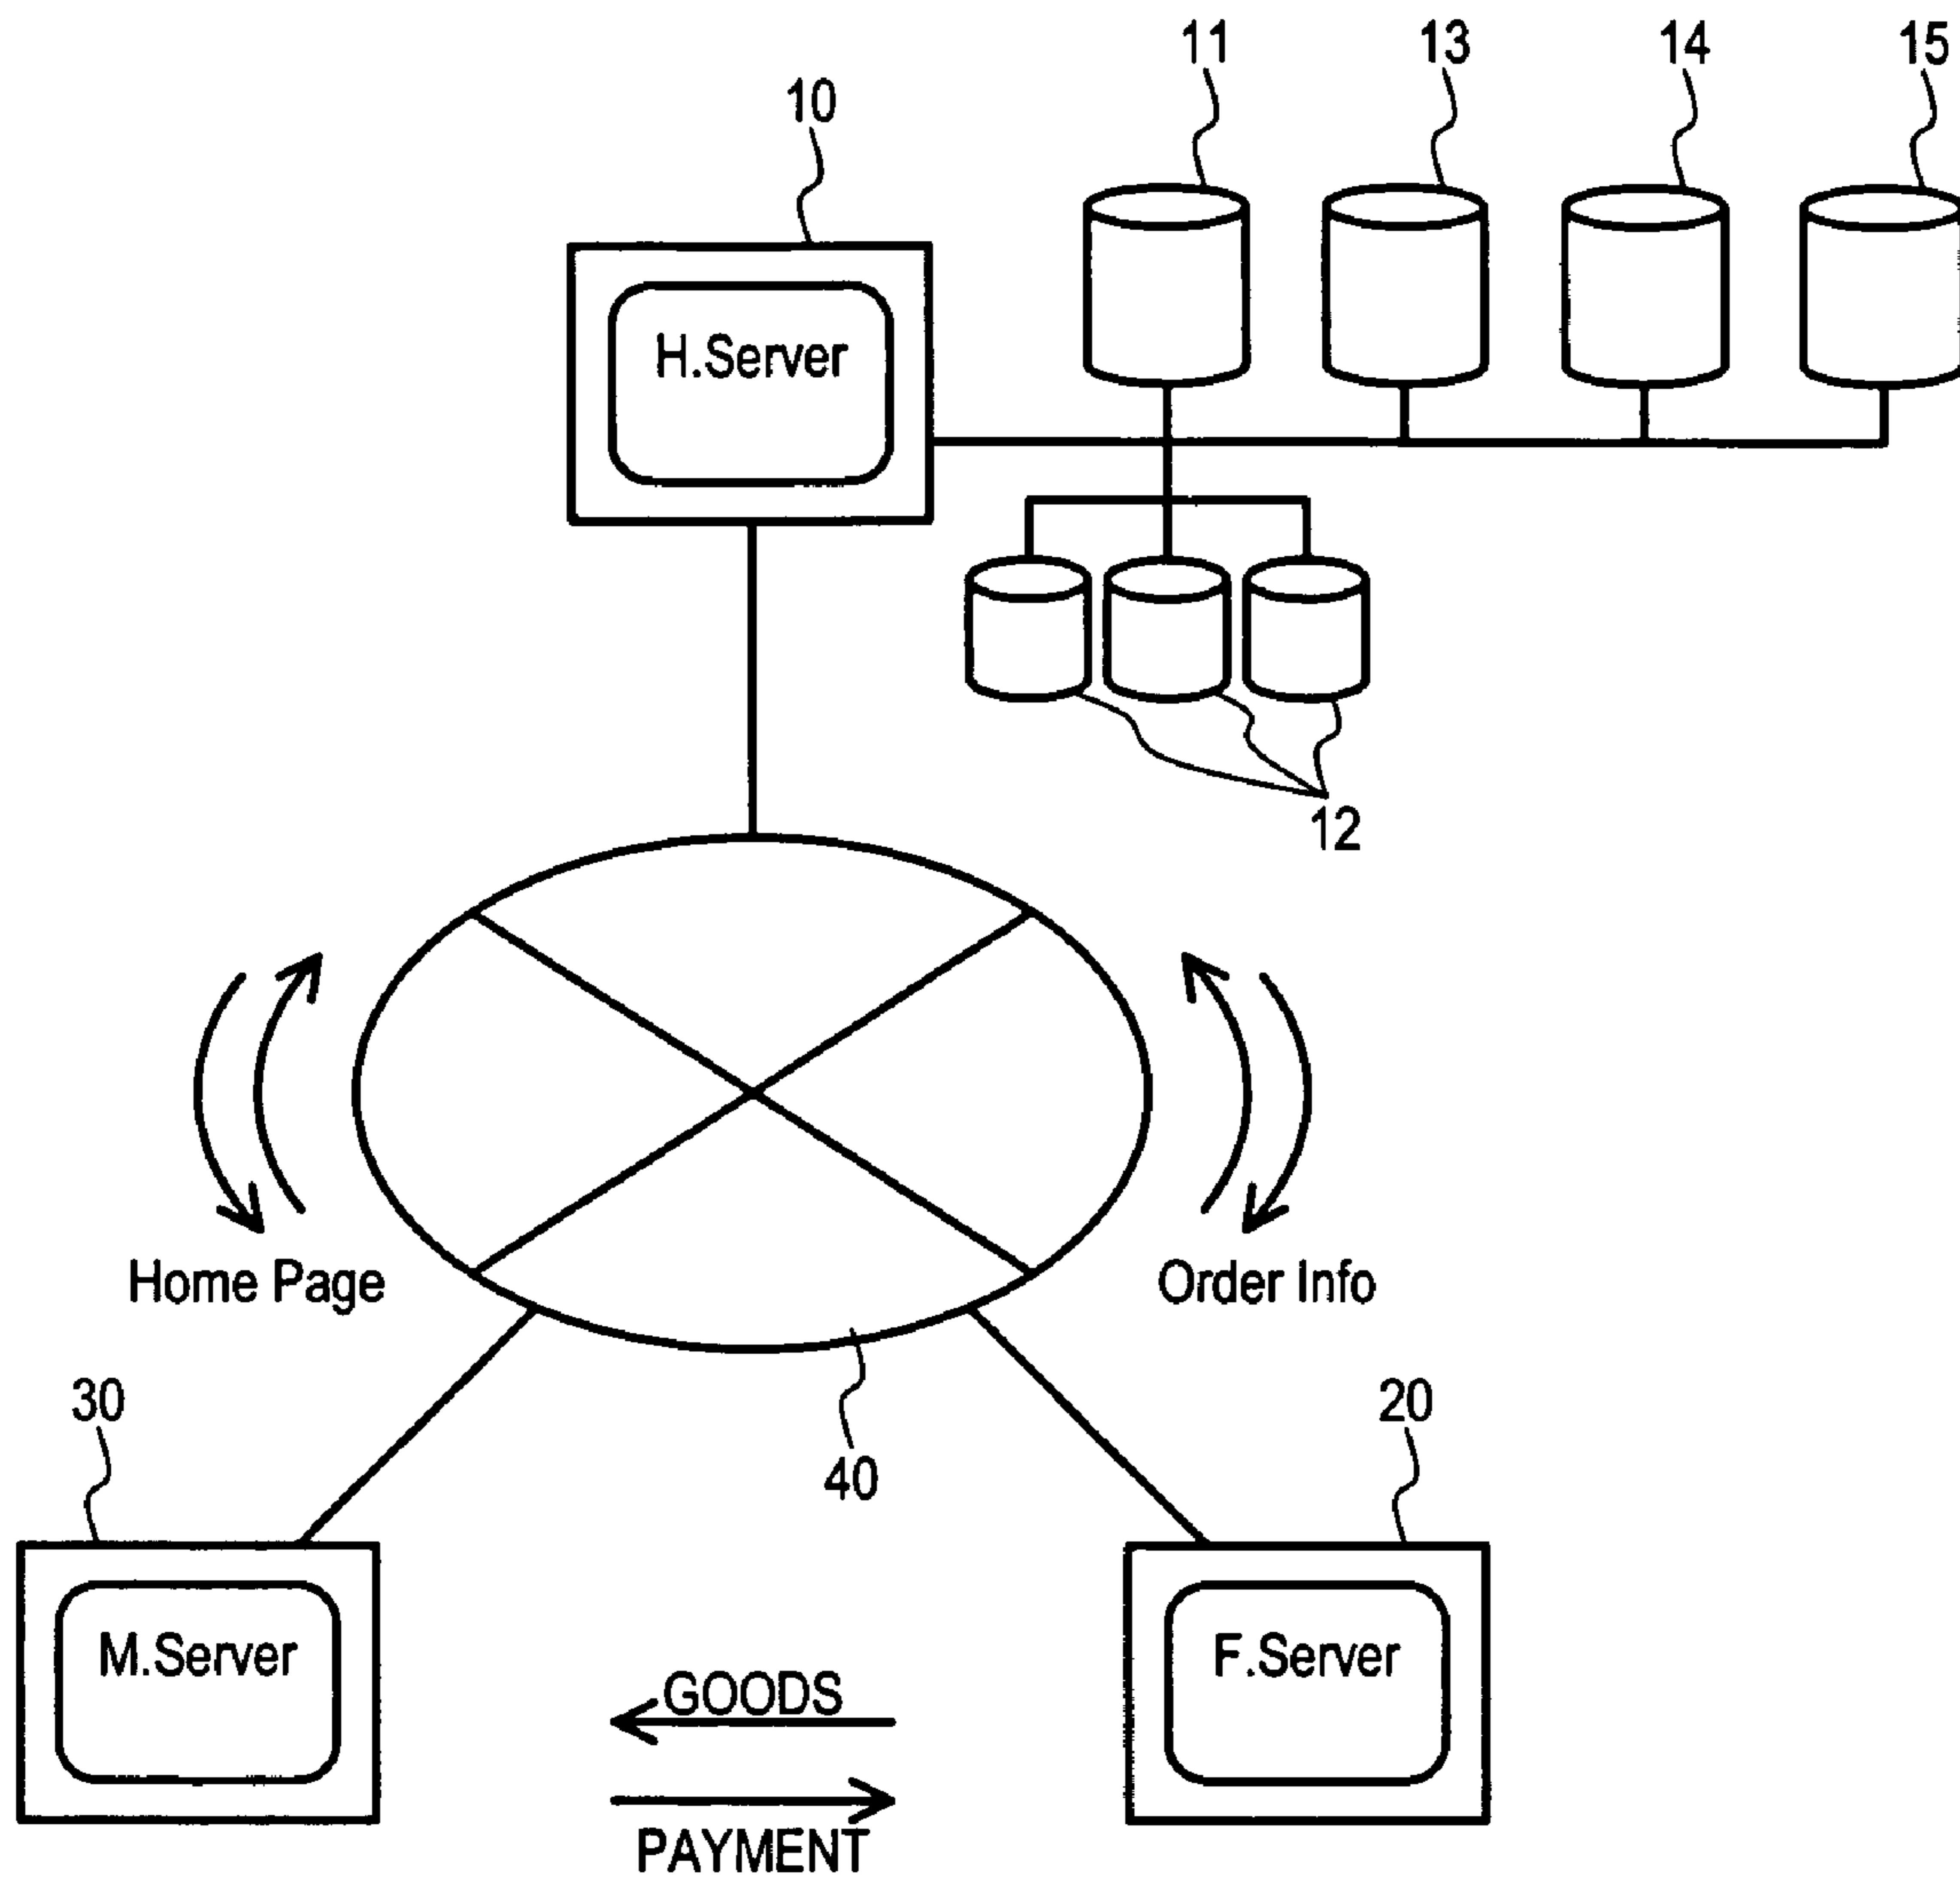 11
13
14
15
10
H.Server
12
Home Page
Order Info
30
20
40
M.Server
F.Server
GOODS
PAYMENT